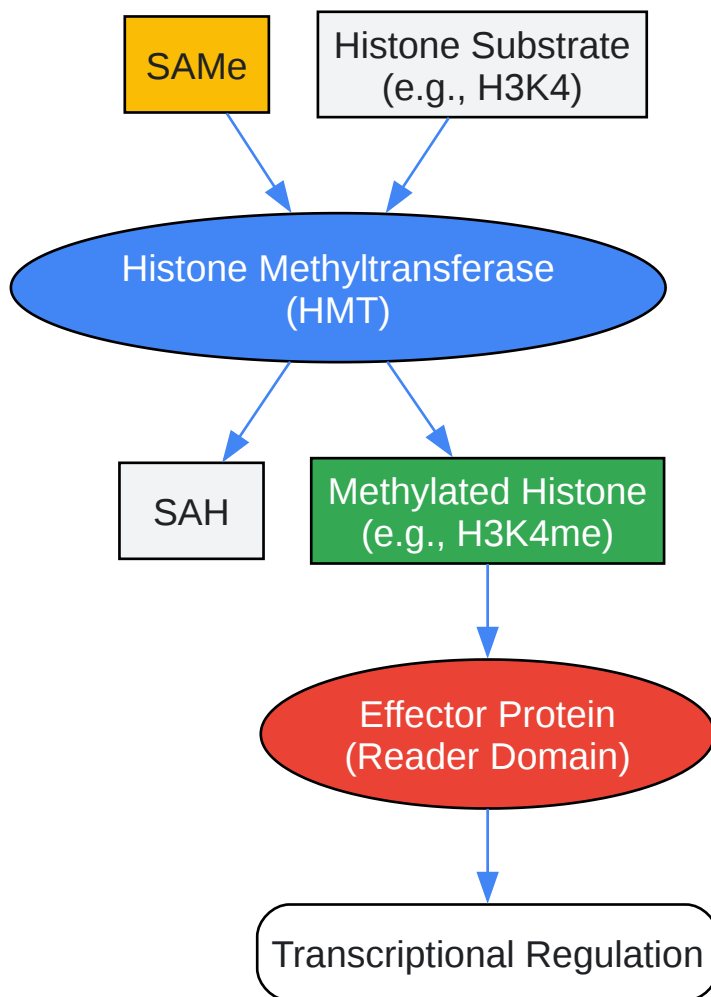 SAMe
Histone Substrate
(e.g., H3K4)
Histone Methyltransferase
(HMT)
SAH
Methylated Histone
(e.g., H3K4me)
Effector Protein
(Reader Domain)
Transcriptional Regulation